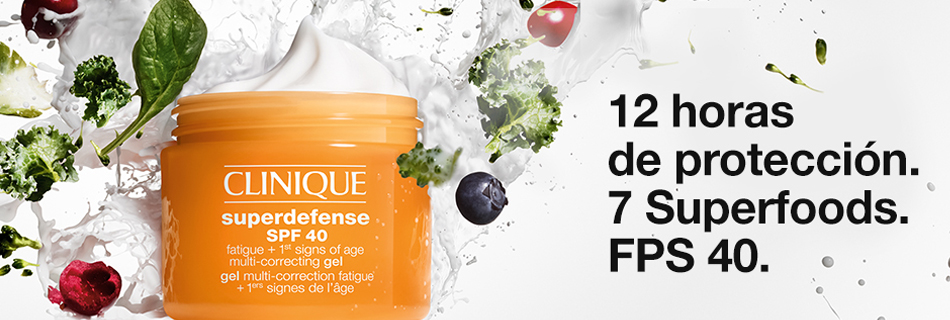 CLINIQUE
superdefense
SPF 40
fatigue + 1st signs of age
multi-correcting gel
gel multi-correction fatigue
+ 1ers signes de l'âge
12 horas
de protección.
7 Superfoods.
FPS 40.